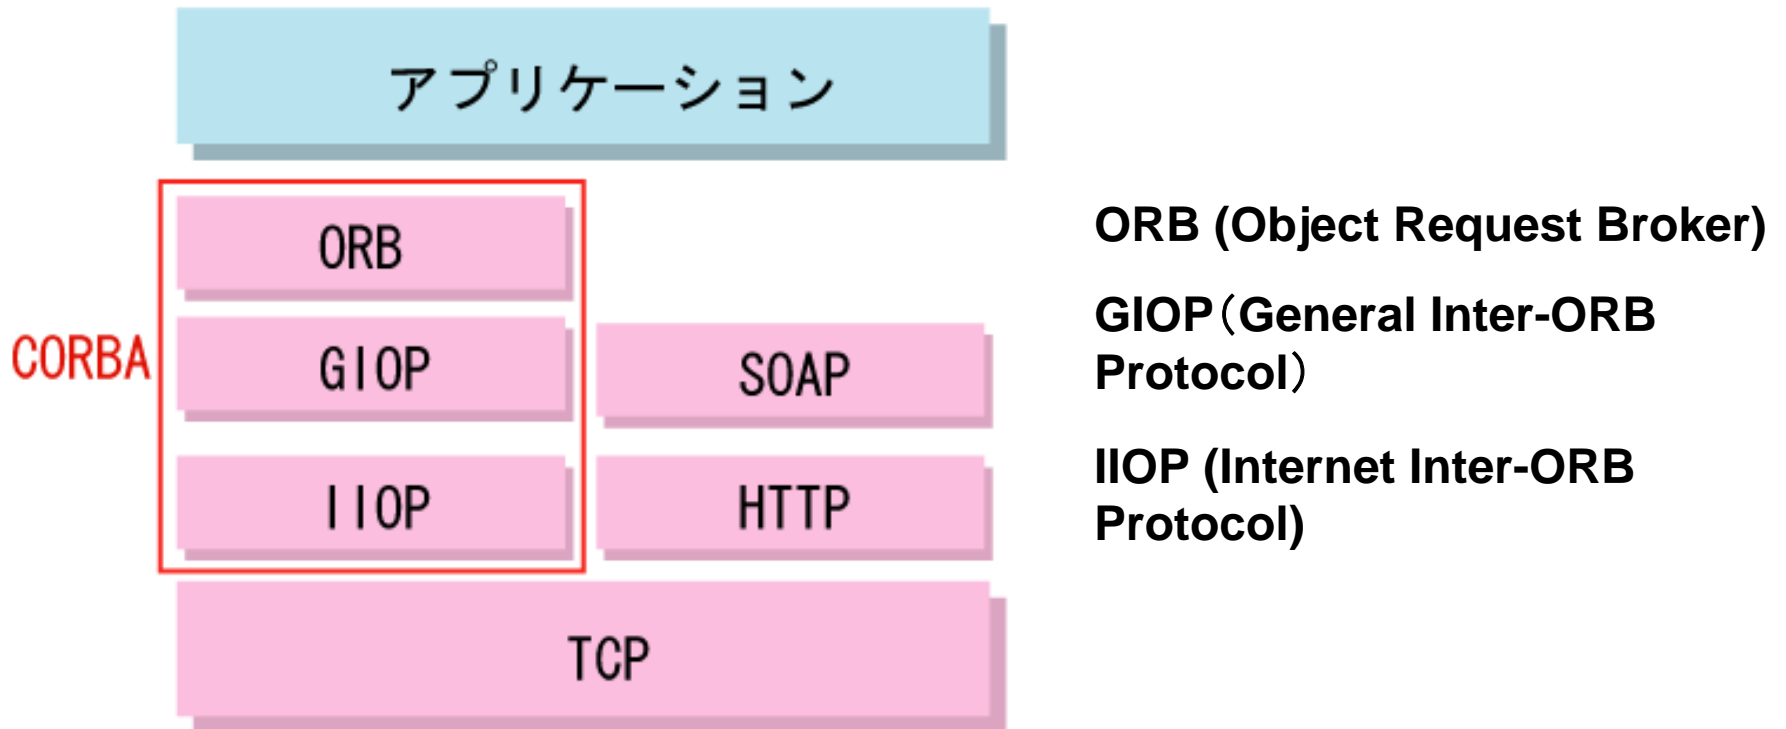 アプリケーション
ORB
ORB (Object Request Broker)
CORBA
GIOP
SOAP
GIOP（General Inter-ORB
Protocol）
IIOP
HTTP
IIOP (Internet Inter-ORB
Protocol)
TCP